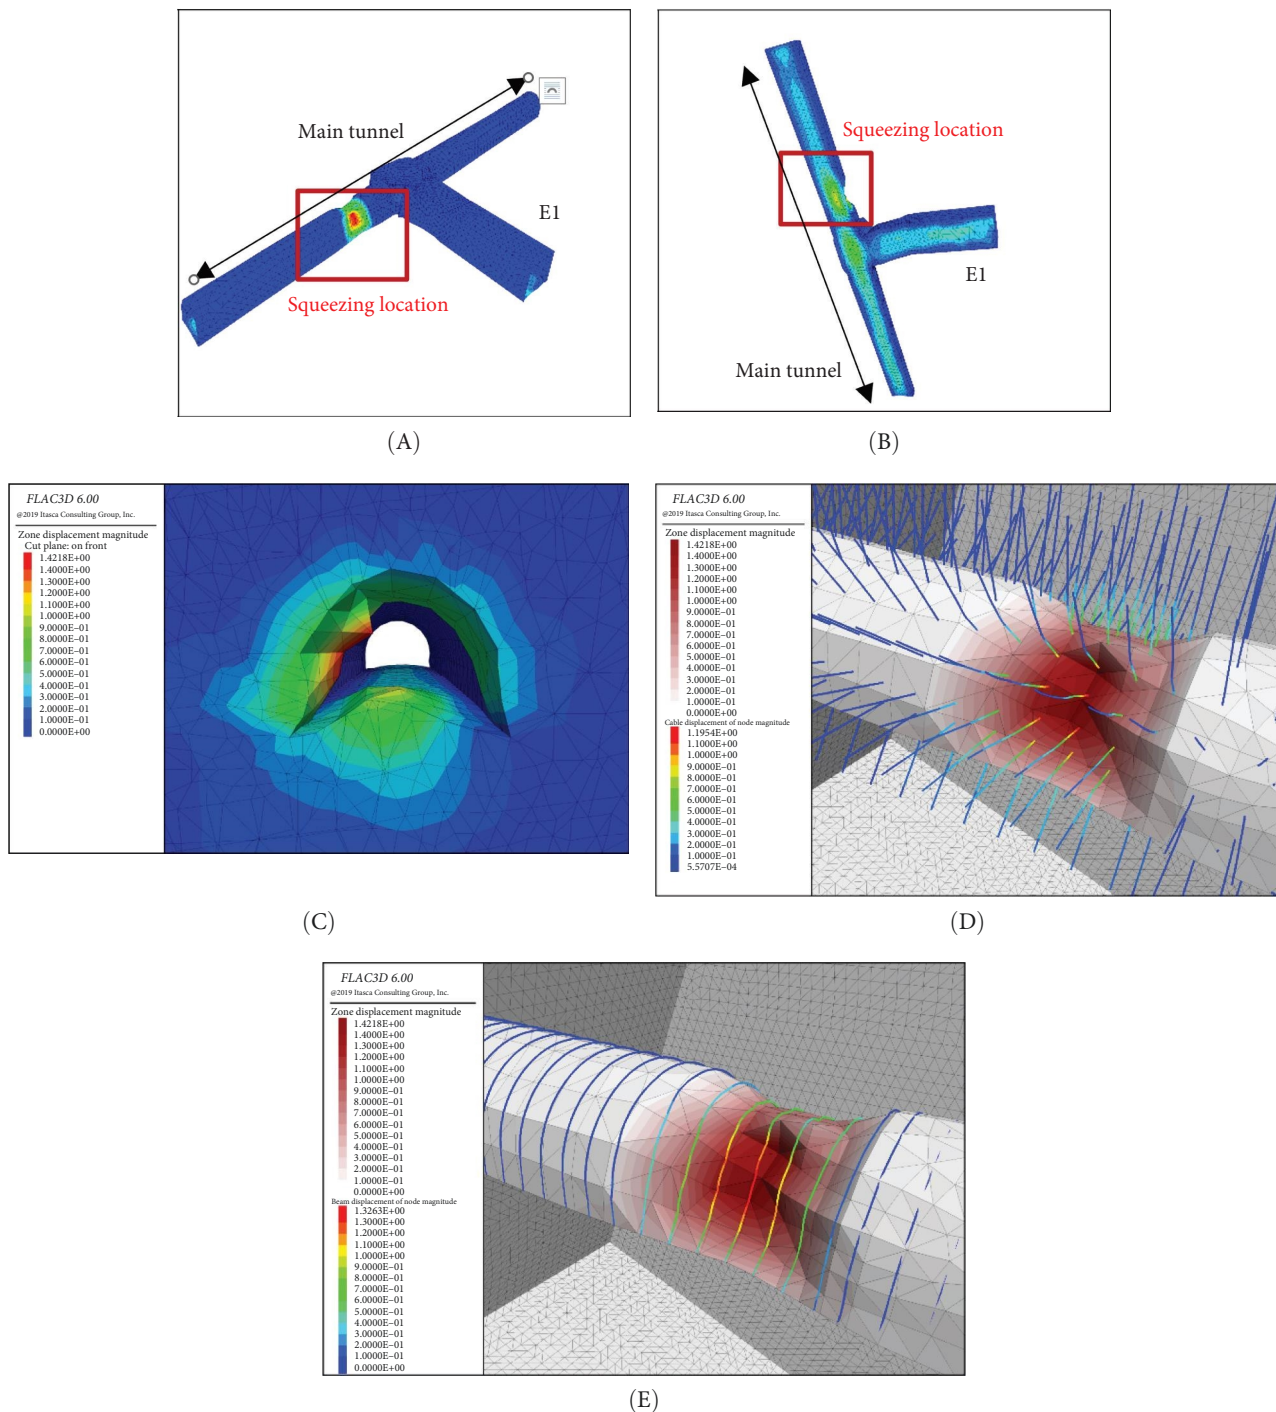 Main tunnel
E1
Squeezing location
(A)
Squeezing location
E1
Main tunnel
(B)
FLAC3D 6.00
@2019 Itasca Consulting Group, Inc.
Zone displacement magnitude
Cut plane: on front
1.4218E+00
1.4000E+00
1.3000E+00
1.2000E+00
1.1000E+00
1.0000E+00
9.0000E−01
8.0000E−01
7.0000E−01
6.0000E−01
5.0000E−01
4.0000E−01
3.0000E−01
2.0000E−01
1.0000E−01
0.0000E+00
(C)
FLAC3D 6.00
@2019 Itasca Consulting Group, Inc.
Zone displacement magnitude
1.4218E+00
1.4000E+00
1.3000E+00
1.2000E+00
1.1000E+00
1.0000E+00
9.0000E−01
8.0000E−01
7.0000E−01
6.0000E−01
5.0000E−01
4.0000E−01
3.0000E−01
2.0000E−01
1.0000E−01
0.0000E+00
Cable displacement of node magnitude
1.1954E+00
1.1000E+00
1.0000E+00
9.0000E−01
8.0000E−01
7.0000E−01
6.0000E−01
5.0000E−01
4.0000E−01
3.0000E−01
2.0000E−01
1.0000E−01
5.5707E−04
(D)
FLAC3D 6.00
@2019 Itasca Consulting Group, Inc.
Zone displacement magnitude
1.4218E+00
1.4000E+00
1.3000E+00
1.2000E+00
1.1000E+00
1.0000E+00
9.0000E−01
8.0000E−01
7.0000E−01
6.0000E−01
5.0000E−01
4.0000E−01
3.0000E−01
2.0000E−01
1.0000E−01
0.0000E+00
Beam displacement of node magnitude
1.3263E+00
1.3000E+00
1.2000E+00
1.1000E+00
1.0000E+00
9.0000E−01
8.0000E−01
7.0000E−01
6.0000E−01
5.0000E−01
4.0000E−01
3.0000E−01
2.0000E−01
1.0000E−01
0.0000E+00
(E)